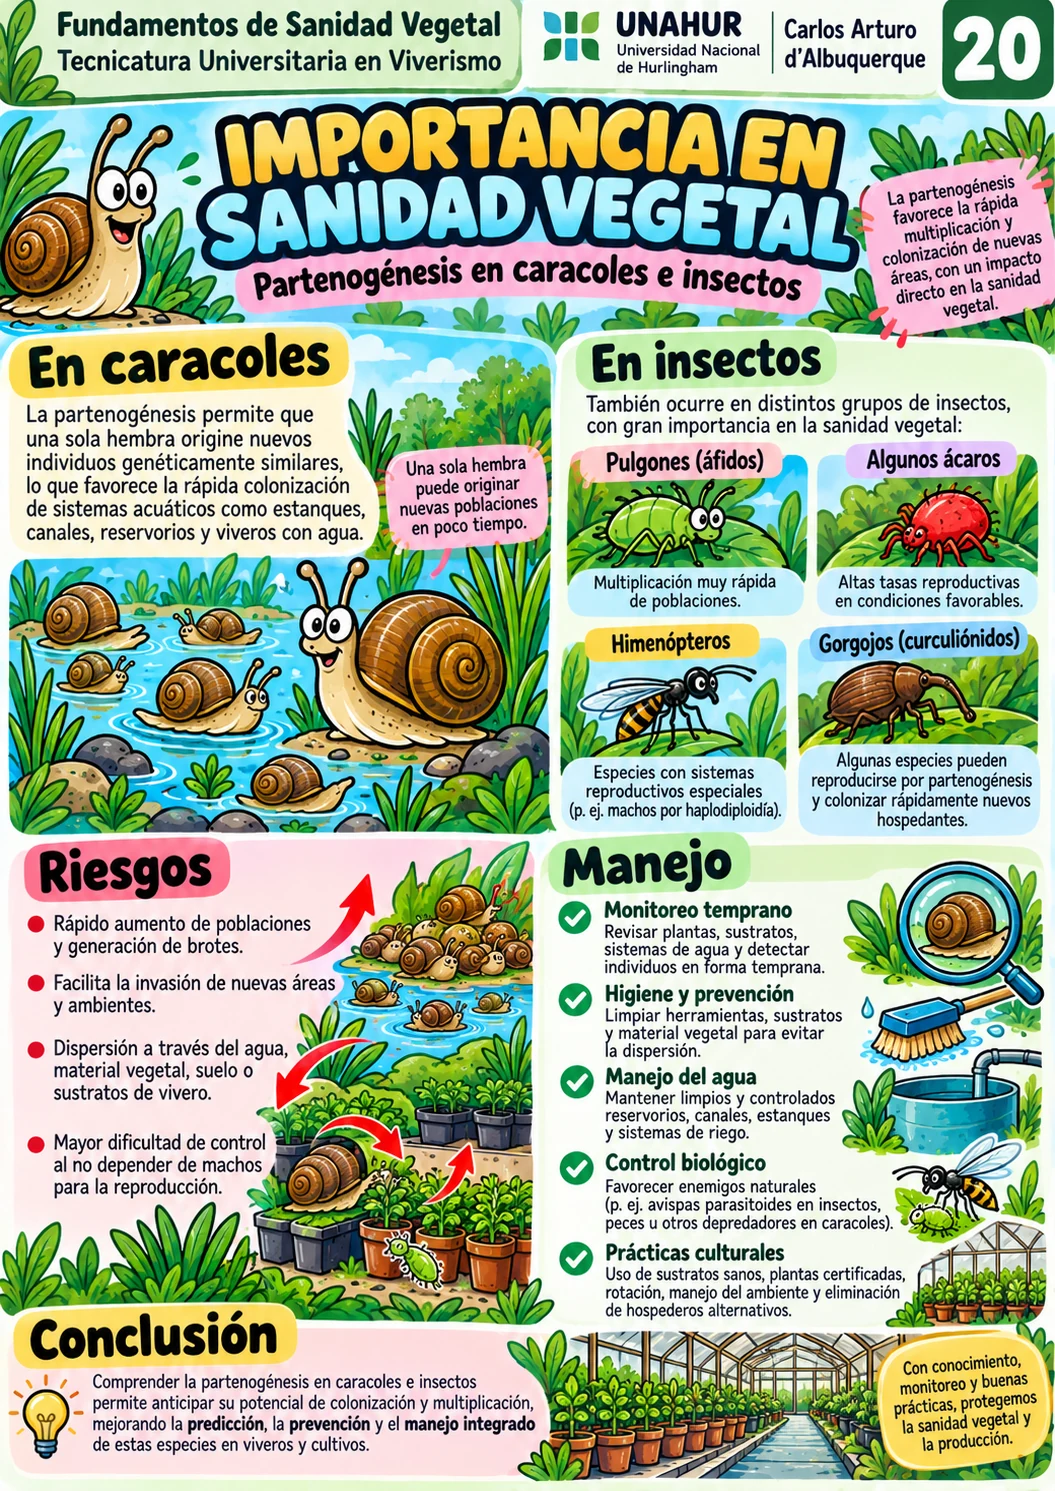 Fundamentos de Sanidad Vegetal
Tecnicatura Universitaria en Viverismo
UNAHUR
Universidad Nacional
de Hurlingham
Carlos Arturo
d'Albuquerque
20
IMPORTANCIA EN
SANIDAD VEGETAL
Partenogénesis en caracoles e insectos
La partenogénesis
favorece la rápida
multiplicación y
colonización de nuevas
áreas, con un impacto
directo en la sanidad
vegetal.
En caracoles
La partenogénesis permite que
una sola hembra origine nuevos
individuos genéticamente similares,
lo que favorece la rápida colonización
de sistemas acuáticos como estanques,
canales, reservorios y viveros con agua.
Una sola hembra
puede originar
nuevas poblaciones
en poco tiempo.
En insectos
También ocurre en distintos grupos de insectos,
con gran importancia en la sanidad vegetal:
Pulgones (áfidos)
Multiplicación muy rápida
de poblaciones.
Algunos ácaros
Altas tasas reproductivas
en condiciones favorables.
Himenópteros
Especies con sistemas
reproductivos especiales
(p. ej. machos por haplodiploidía).
Gorgojos (curculiónidos)
Algunas especies pueden
reproducirse por partenogénesis
y colonizar rápidamente nuevos
hospedantes.
Riesgos
Rápido aumento de poblaciones
y generación de brotes.
Facilita la invasión de nuevas áreas
y ambientes.
Dispersión a través del agua,
material vegetal, suelo o
sustratos de vivero.
Mayor dificultad de control
al no depender de machos
para la reproducción.
Manejo
Monitoreo temprano
Revisar plantas, sustratos,
sistemas de agua y detectar
individuos en forma temprana.
Higiene y prevención
Limpiar herramientas, sustratos
y material vegetal para evitar
la dispersión.
Manejo del agua
Mantener limpios y controlados
reservorios, canales, estanques
y sistemas de riego.
Control biológico
Favorecer enemigos naturales
(p. ej. avispas parasitoides en insectos,
peces u otros depredadores en caracoles).
Prácticas culturales
Uso de sustratos sanos, plantas certificadas,
rotación, manejo del ambiente y eliminación
de hospederos alternativos.
Conclusión
Comprender la partenogénesis en caracoles e insectos
permite anticipar su potencial de colonización y multiplicación,
mejorando la predicción, la prevención y el manejo integrado
de estas especies en viveros y cultivos.
Con conocimiento,
monitoreo y buenas
prácticas, protegemos
la sanidad vegetal y
la producción.